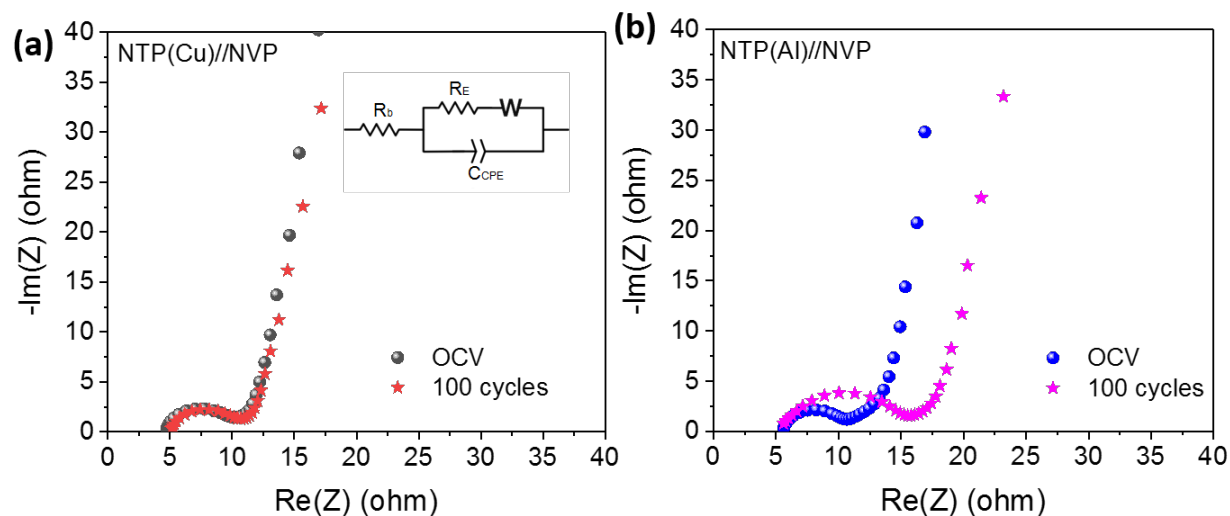 (a)
NTP(Cu)//NVP
R_b
R_E
W
C_CPE
OCV
100 cycles
40
35
30
25
20
15
10
5
0
0 5 10 15 20 25 30 35 40
-Im(Z) (ohm)
Re(Z) (ohm)
(b)
NTP(Al)//NVP
OCV
100 cycles
40
35
30
25
20
15
10
5
0
0 5 10 15 20 25 30 35 40
-Im(Z) (ohm)
Re(Z) (ohm)